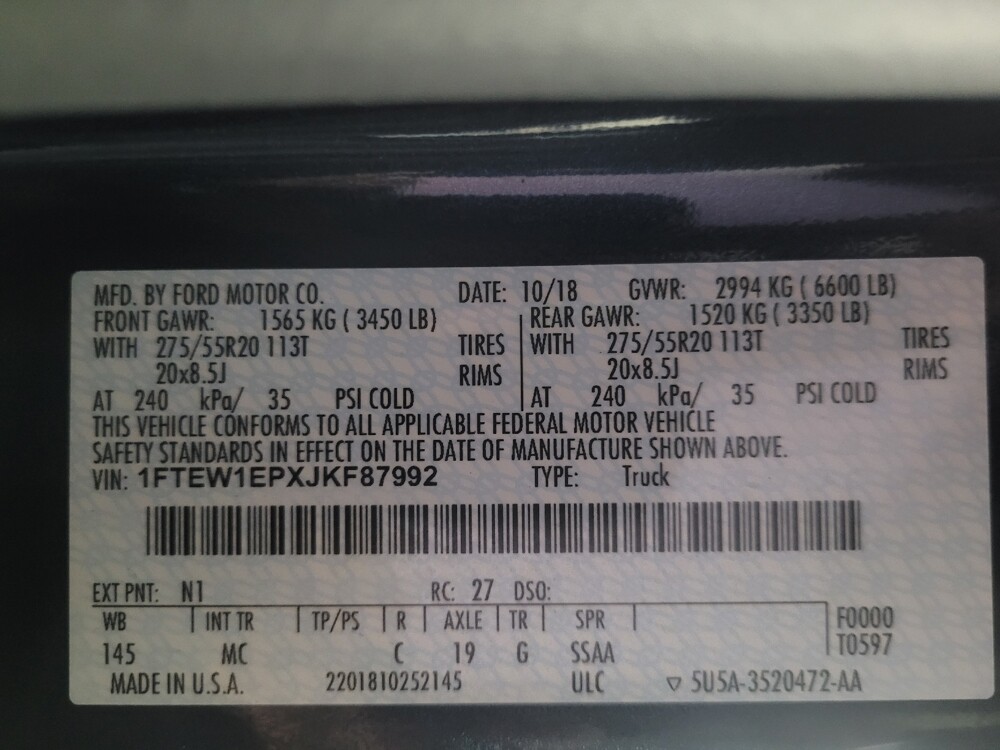 MFD. BY FORD MOTOR CO. DATE: 10/18 GVWR: 2994 KG ( 6600 LB)
FRONT GAWR: 1565 KG ( 3450 LB) REAR GAWR: 1520 KG ( 3350 LB)
WITH 275/55R20 113T TIRES WITH 275/55R20 113T TIRES
20x8.5J RIMS 20x8.5J RIMS
AT 240 kPa/ 35 PSI COLD AT 240 kPa/ 35 PSI COLD
THIS VEHICLE CONFORMS TO ALL APPLICABLE FEDERAL MOTOR VEHICLE
SAFETY STANDARDS IN EFFECT ON THE DATE OF MANUFACTURE SHOWN ABOVE.
VIN: 1FTEW1EPXJKF87992 TYPE: Truck
EXT PNT: N1 RC: 27 DSO:
WB INT TR TP/PS R AXLE TR SPR F0000
T0597
145 MC C 19 G SSAA
MADE IN U.S.A. 2201810252145 ULC ▽ 5U5A-3520472-AA